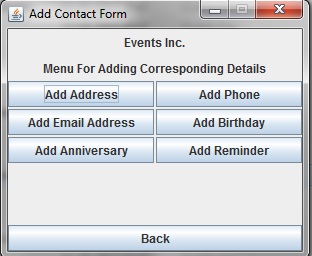 Add Contact Form
Events Inc.
Menu For Adding Corresponding Details
Add Address Add Phone
Add Email Address Add Birthday
Add Anniversary Add Reminder
Back